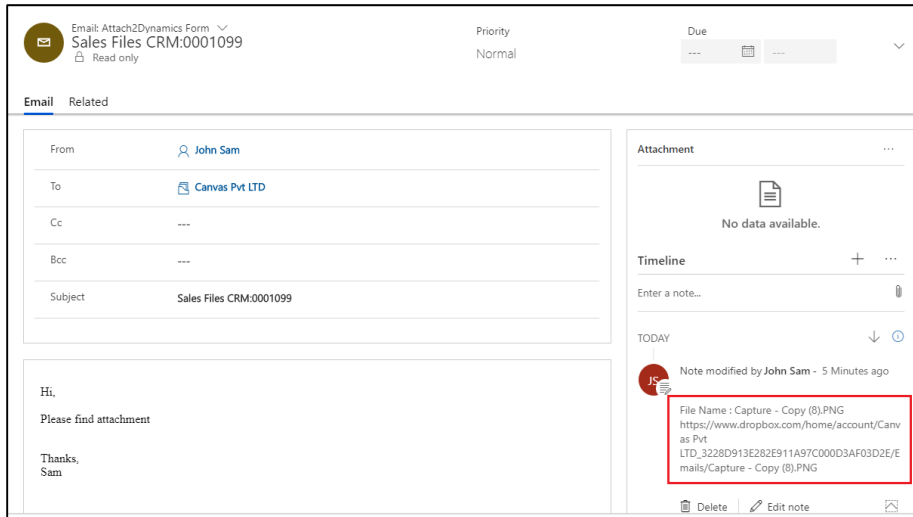 Email: Attach2Dynamics Form
Sales Files CRM:0001099
Read only
Priority
Normal
Due
---
---
Email Related
From
John Sam
To
Canvas Pvt LTD
Cc
---
Bcc
---
Subject
Sales Files CRM:0001099
Hi,
Please find attachment
Thanks,
Sam
Attachment
...
No data available.
Timeline
...
Enter a note...
TODAY
JS
Note modified by John Sam - 5 Minutes ago
File Name : Capture - Copy (8).PNG
https://www.dropbox.com/home/account/Canv
as Pvt
LTD_3228D913E282E911A97C000D3AF03D2E/E
mails/Capture - Copy (8).PNG
Delete
Edit note